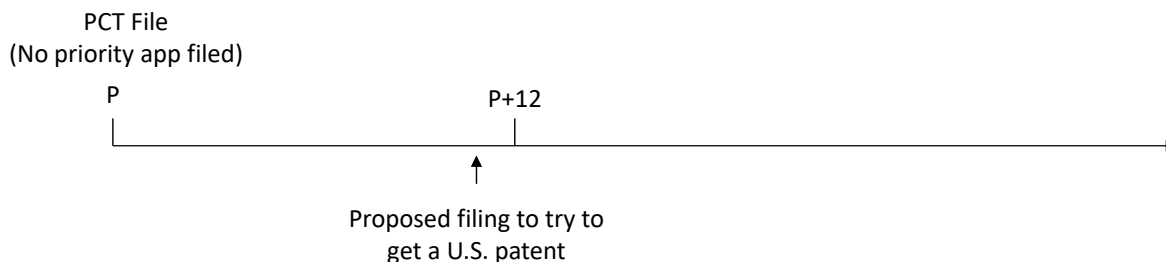 PCT File
(No priority app filed)
P
P+12
Proposed filing to try to
get a U.S. patent